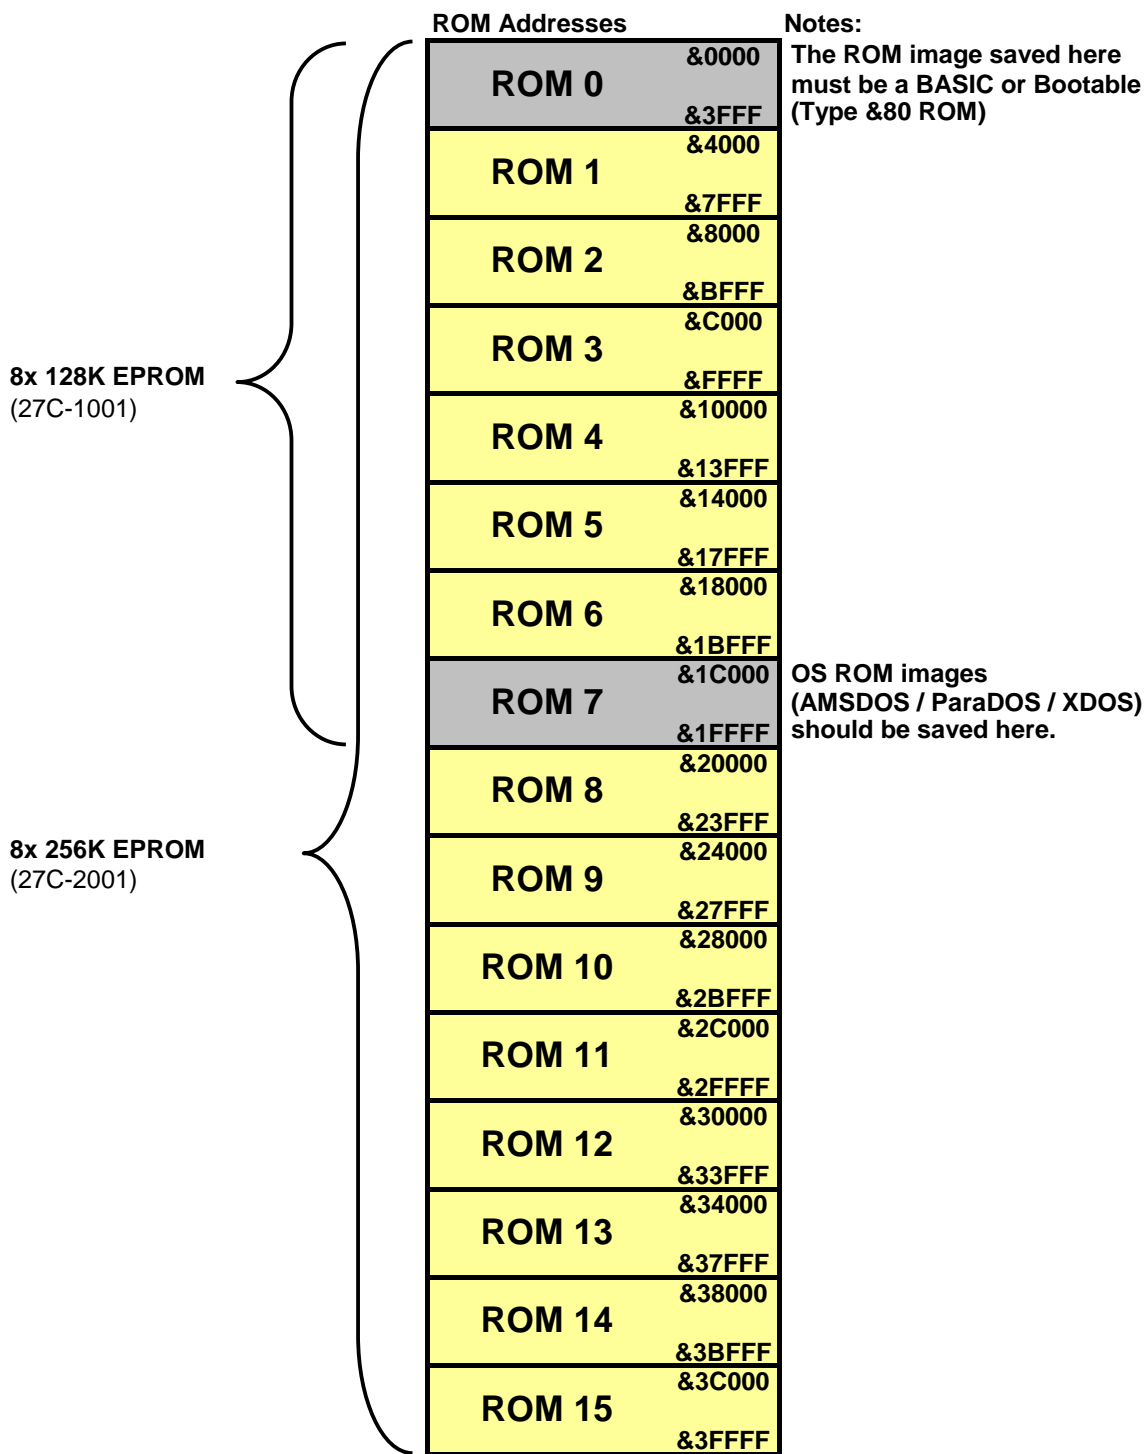 ROM Addresses Notes:
ROM 0 &0000 &3FFF
The ROM image saved here
must be a BASIC or Bootable
(Type &80 ROM)
ROM 1 &4000 &7FFF
ROM 2 &8000 &BFFF
ROM 3 &C000 &FFFF
8x 128K EPROM
(27C-1001)
ROM 4 &10000 &13FFF
ROM 5 &14000 &17FFF
ROM 6 &18000 &1BFFF
ROM 7 &1C000 &1FFFF
OS ROM images
(AMSDOS / ParaDOS / XDOS)
should be saved here.
ROM 8 &20000 &23FFF
8x 256K EPROM
(27C-2001)
ROM 9 &24000 &27FFF
ROM 10 &28000 &2BFFF
ROM 11 &2C000 &2FFFF
ROM 12 &30000 &33FFF
ROM 13 &34000 &37FFF
ROM 14 &38000 &3BFFF
ROM 15 &3C000 &3FFFF